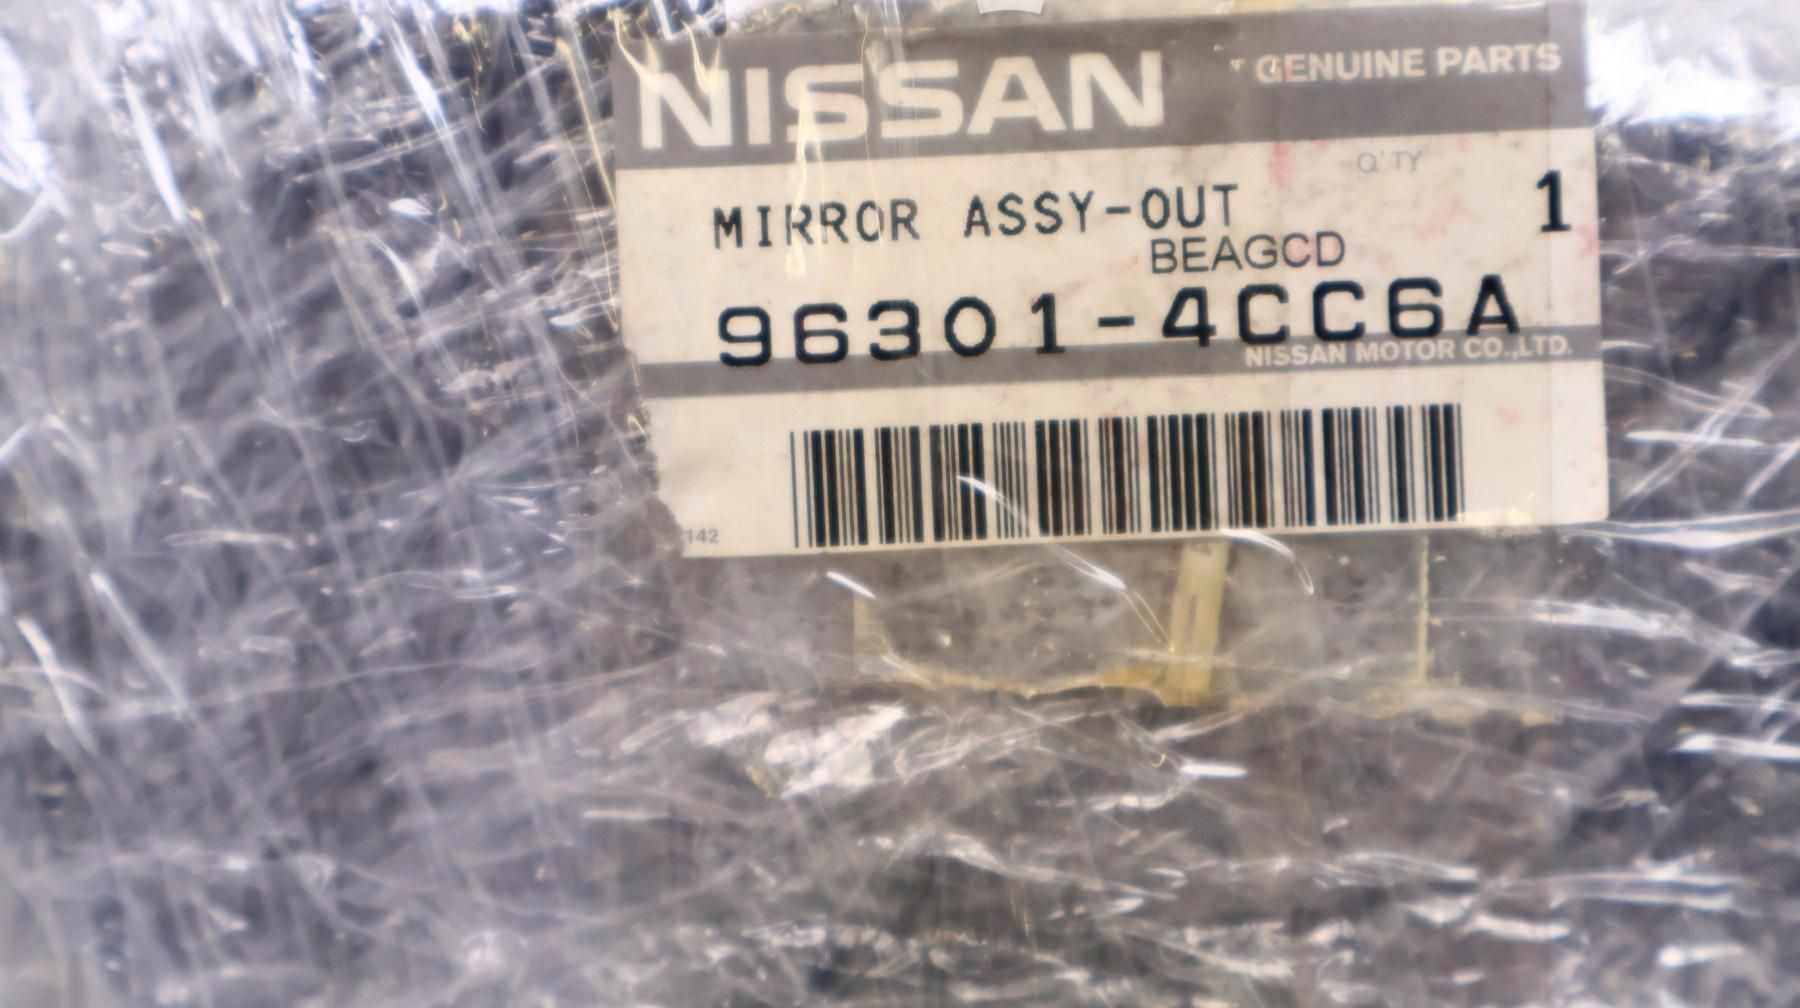 NISSAN GENUINE PARTS
Q'TY
MIRROR ASSY-OUT 1
BEAGCD
96301-4CC6A
NISSAN MOTOR CO.,LTD.
142